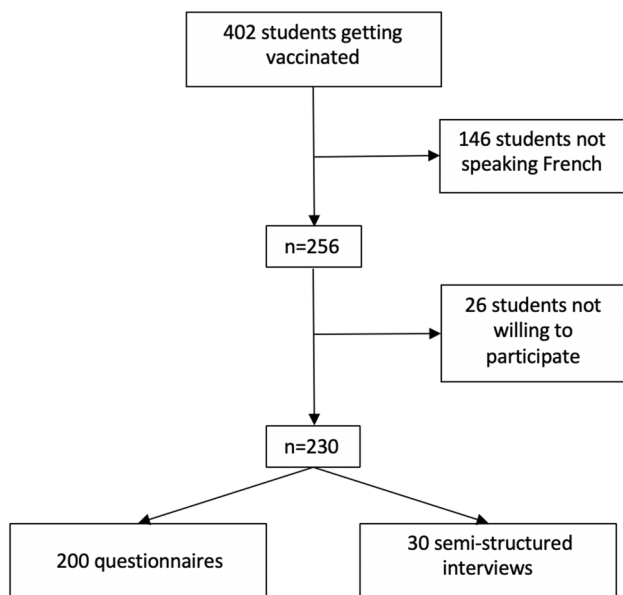 402 students getting
vaccinated
146 students not
speaking French
n=256
26 students not
willing to
participate
n=230
200 questionnaires
30 semi-structured
interviews